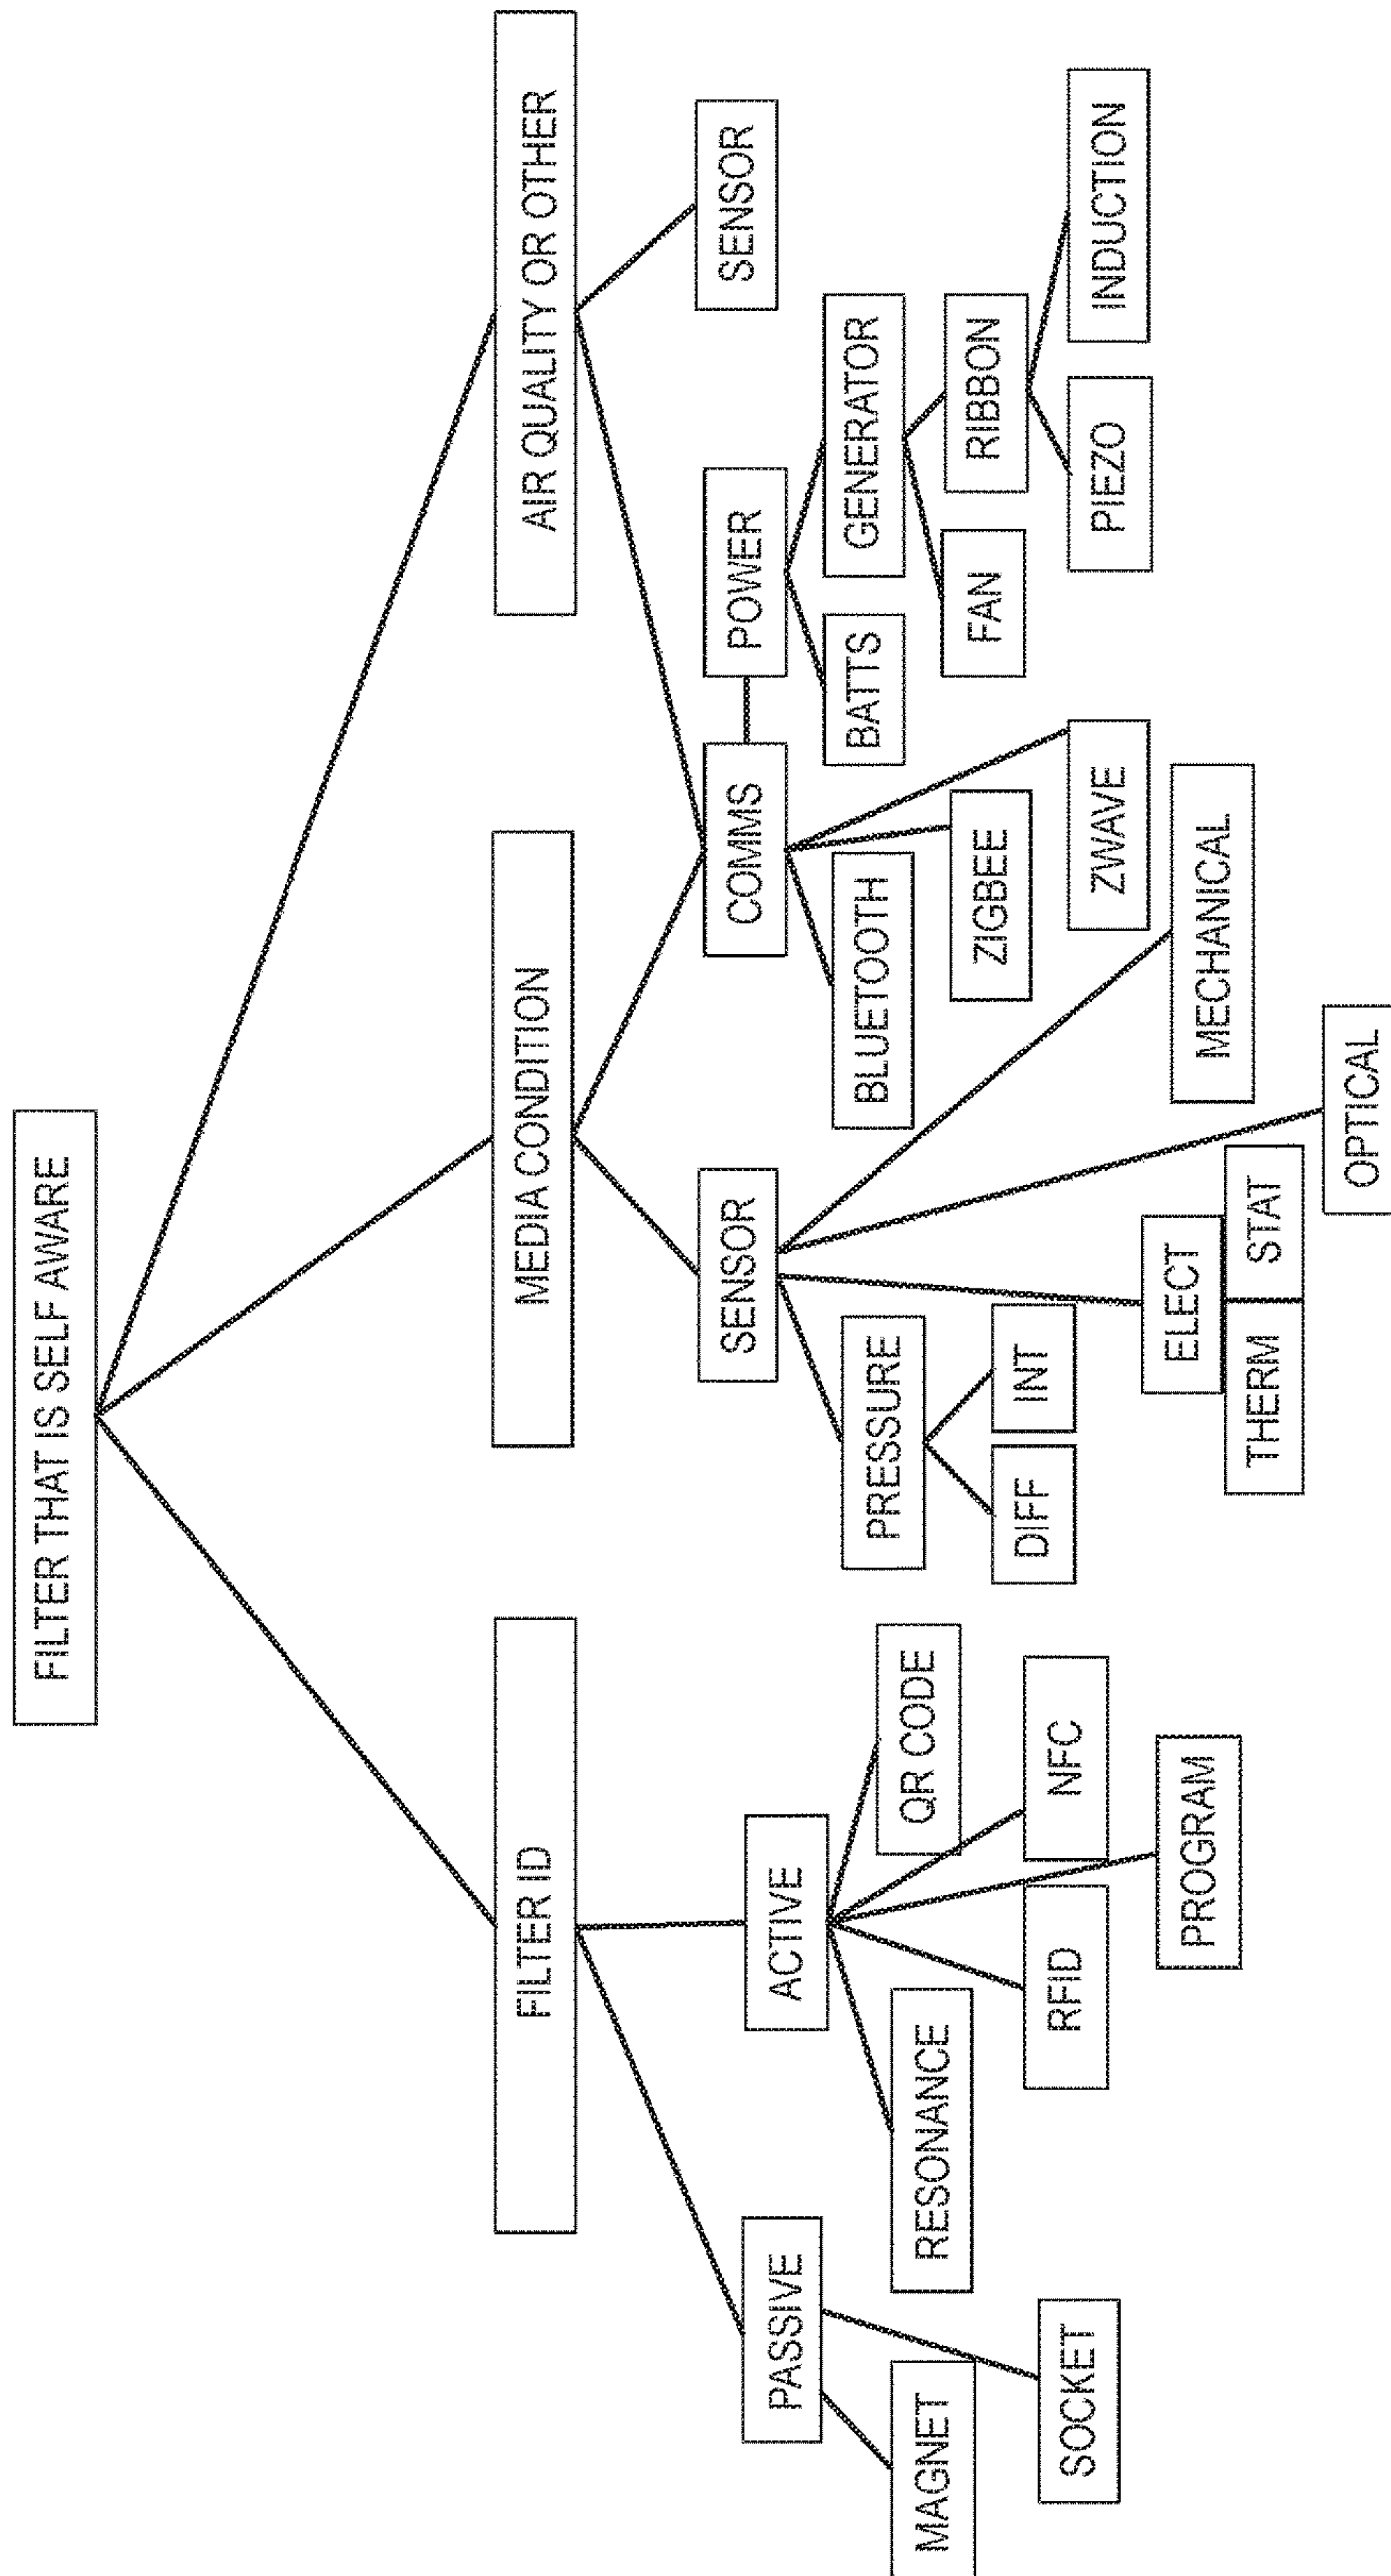 FILTER THAT IS SELF AWARE
FILTER ID
MEDIA CONDITION
AIR QUALITY OR OTHER
PASSIVE
ACTIVE
SENSOR
COMMS
POWER
SENSOR
MAGNET
RESONANCE
QR CODE
PRESSURE
BLUETOOTH
BATTS
GENERATOR
SOCKET
RFID
NFC
DIFF
INT
ZIGBEE
FAN
RIBBON
PROGRAM
ELECT
MECHANICAL
ZWAVE
PIEZO
INDUCTION
THERM
STAT
OPTICAL